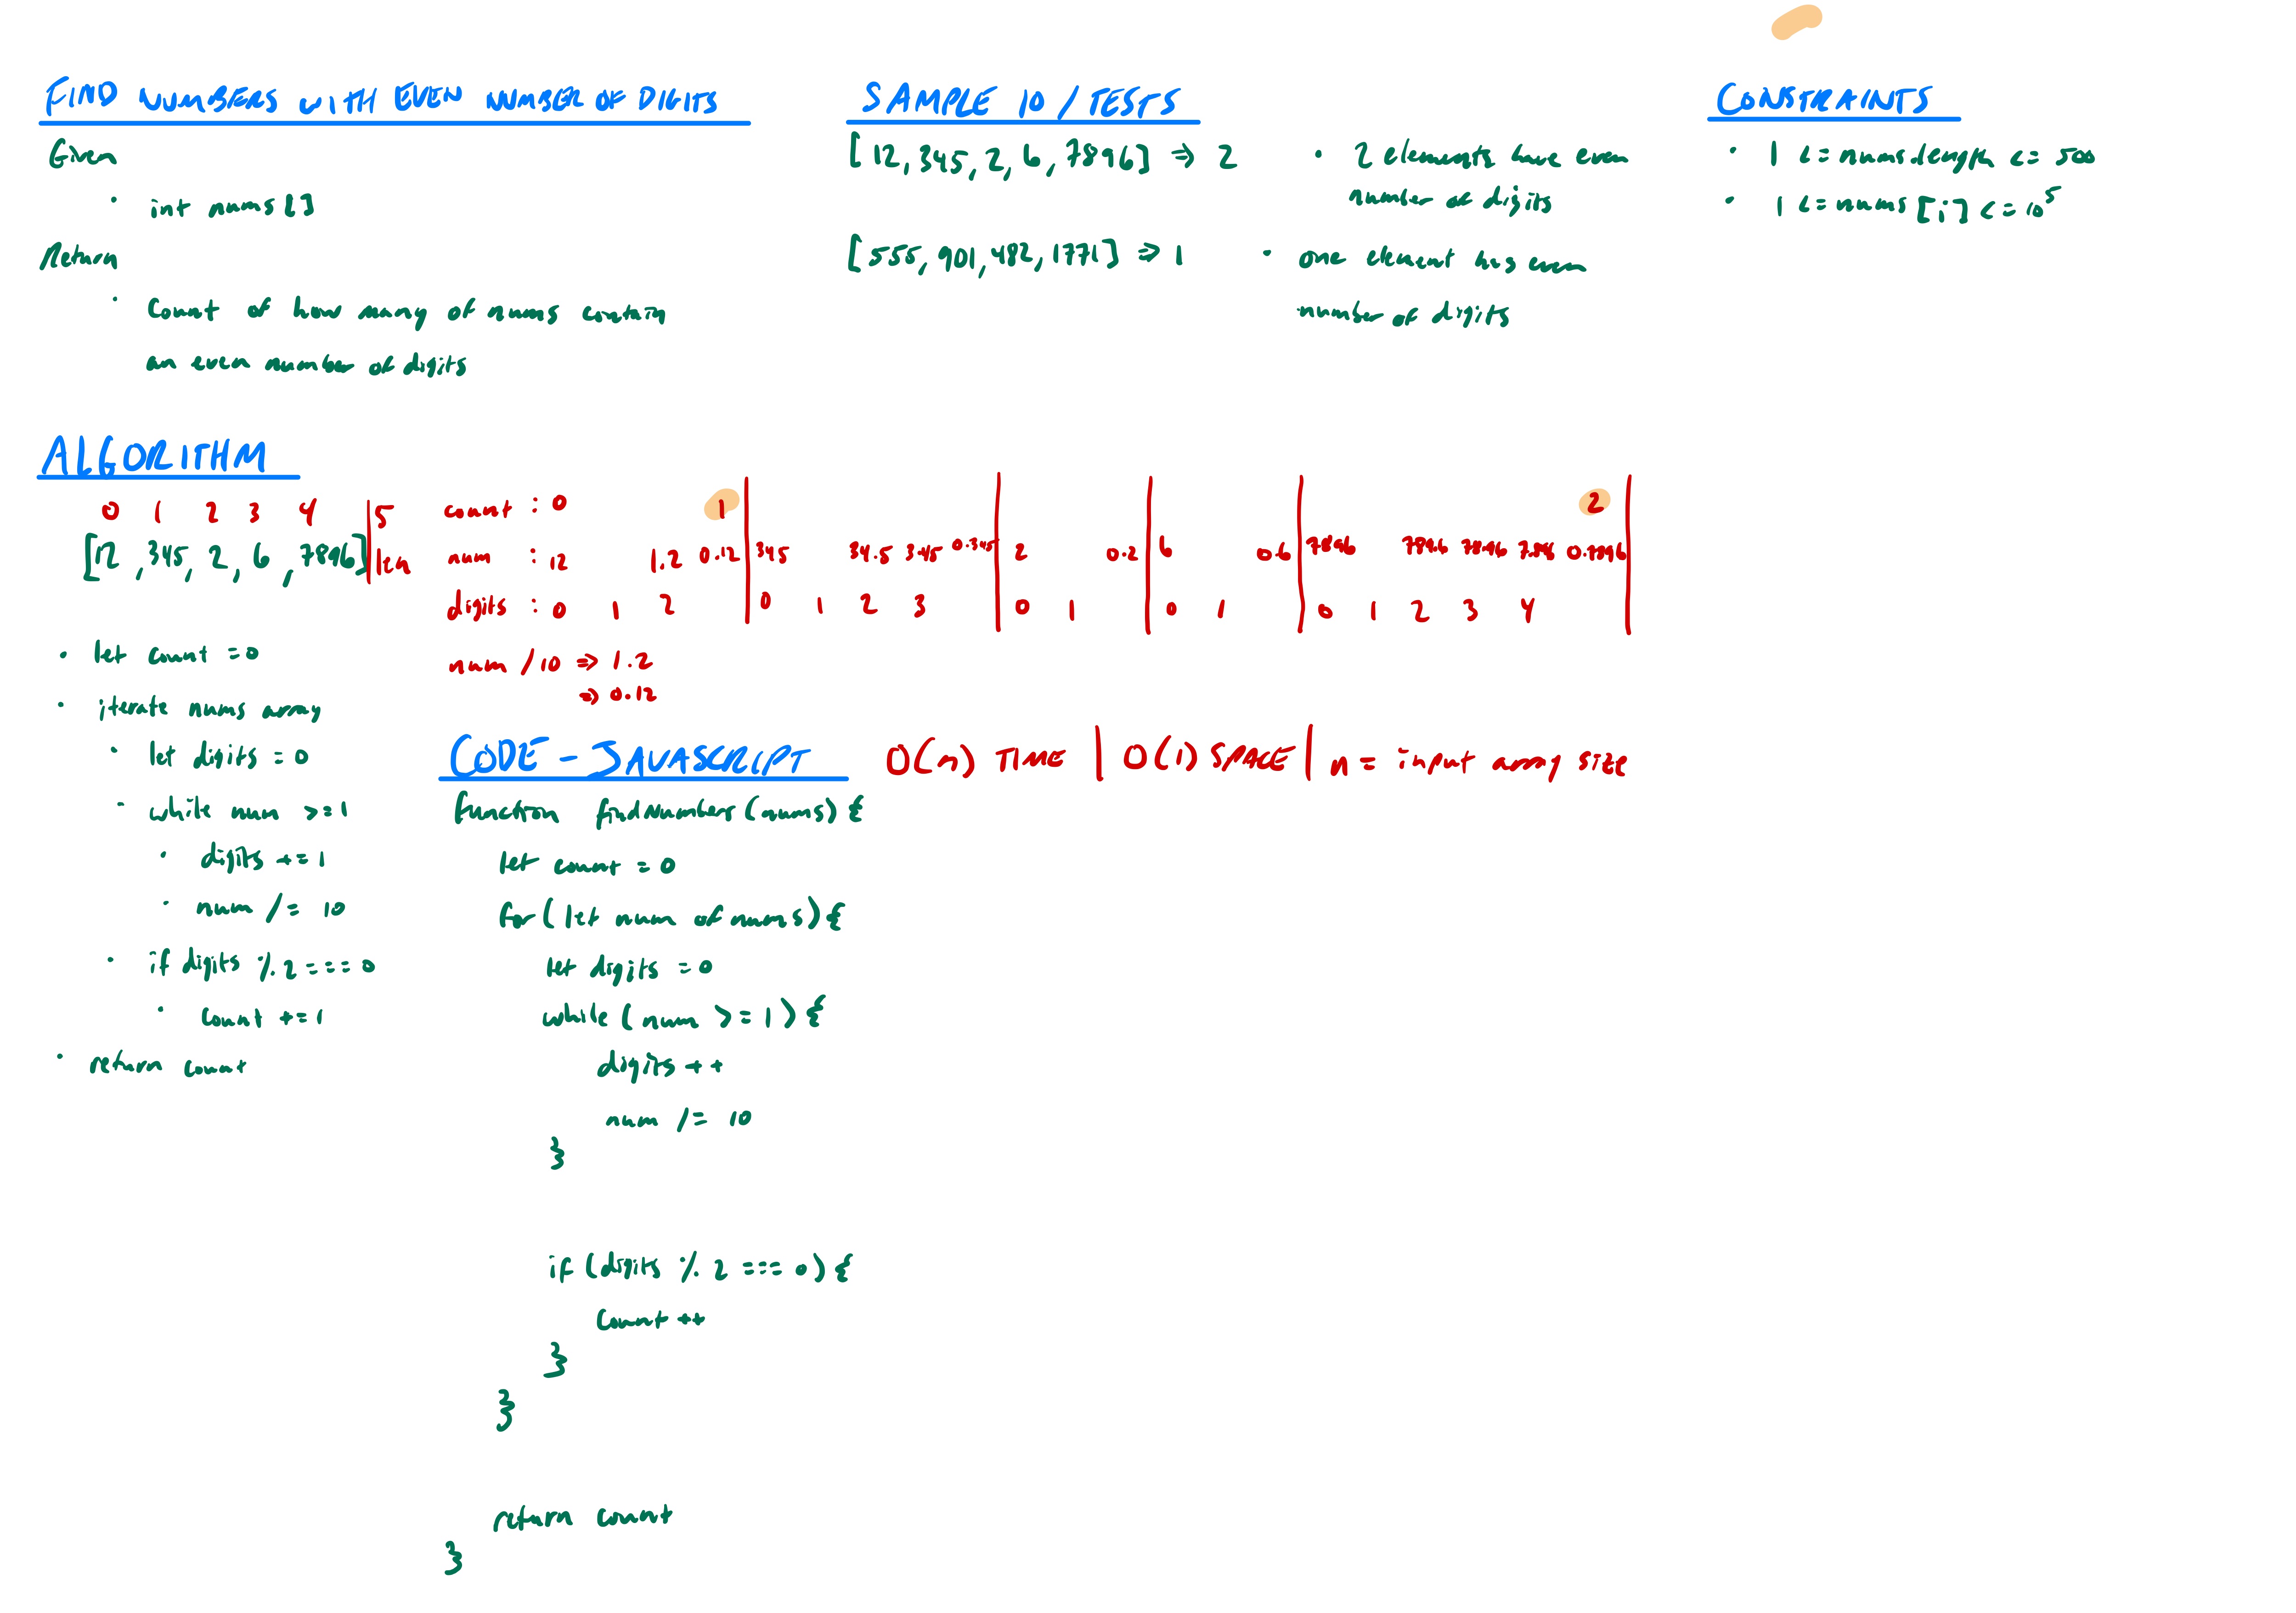 FIND NUMBERS WITH EVEN NUMBER OF DIGITS
Given
· int nums[]
Return
· count of how many of nums contain
an even number of digits
SAMPLE IO / TESTS
[12, 345, 2, 6, 7896] => 2
· 2 elements have even
number of digits
[555, 901, 482, 1771] => 1
· one element has even
number of digits
CONSTRAINTS
· 1 <= nums.length <= 500
· 1 <= nums[i] <= 10^5
ALGORITHM
0 1 2 3 4 | 5
[12, 345, 2, 6, 7896] | len
count : 0 1 | | | | 2 |
num : 12 1.2 0.12 | 345 34.5 3.45 0.345 | 2 0.2 | 6 0.6 | 7896 789.6 78.96 7.896 0.7896 |
digits : 0 1 2 | 0 1 2 3 | 0 1 | 0 1 | 0 1 2 3 4 |
num / 10 => 1.2
=> 0.12
· let count = 0
· iterate nums array
· let digits = 0
· while num >= 1
· digits += 1
· num /= 10
· if digits % 2 === 0
· count += 1
· return count
CODE - JAVASCRIPT
O(n) TIME | O(1) SPACE | n = input array size
function findNumbers(nums) {
let count = 0
for (let num of nums) {
let digits = 0
while (num >= 1) {
digits ++
num /= 10
}
if (digits % 2 === 0) {
count ++
}
}
return count
}